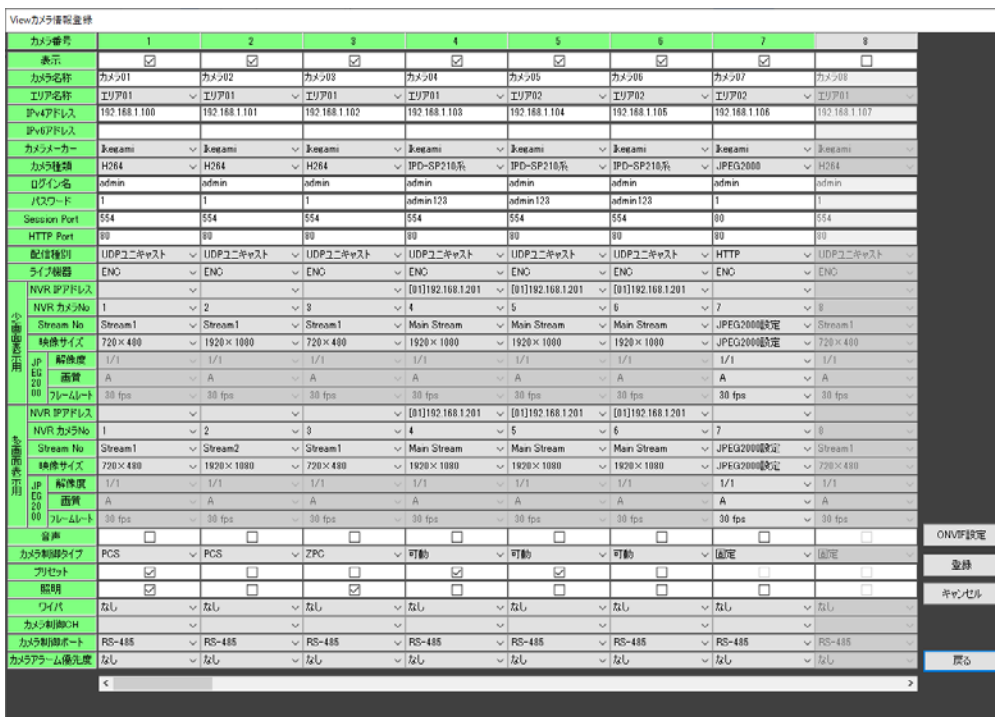 Viewカメラ情報登録
カメラ番号 1 2 3 4 5 6 7 8
表示
カメラ名称 カメラ01 カメラ02 カメラ03 カメラ04 カメラ05 カメラ06 カメラ07 カメラ08
エリア名称 エリア01 エリア01 エリア01 エリア01 エリア02 エリア02 エリア02 エリア01
IPv4アドレス 192.168.1.100 192.168.1.101 192.168.1.102 192.168.1.103 192.168.1.104 192.168.1.105 192.168.1.106 192.168.1.107
IPv6アドレス
カメラメーカー Ikegami Ikegami Ikegami Ikegami Ikegami Ikegami Ikegami Ikegami
カメラ種類 H264 H264 H264 IPD-SP210系 IPD-SP210系 IPD-SP210系 JPEG2000 H264
ログイン名 admin admin admin admin admin admin admin admin
パスワード 1 1 1 admin123 admin123 admin123 1 1
Session Port 554 554 554 554 554 554 80 554
HTTP Port 80 80 80 80 80 80 80 80
配信種別 UDPユニキャスト UDPユニキャスト UDPユニキャスト UDPユニキャスト UDPユニキャスト UDPユニキャスト HTTP UDPユニキャスト
ライブ機器 ENC ENC ENC ENC ENC ENC ENC ENC
少画面表示用
NVR IPアドレス [01]192.168.1.201 [01]192.168.1.201 [01]192.168.1.201
NVR カメラNo 1 2 3 4 5 6 7 8
Stream No Stream1 Stream1 Stream1 Main Stream Main Stream Main Stream JPEG2000設定 Stream1
映像サイズ 720×480 1920×1080 720×480 1920×1080 1920×1080 1920×1080 JPEG2000設定 720×480
JPEG2000
解像度 1/1 1/1 1/1 1/1 1/1 1/1 1/1 1/1
画質 A A A A A A A A
フレームレート 30 fps 30 fps 30 fps 30 fps 30 fps 30 fps 30 fps 30 fps
多画面表示用
NVR IPアドレス [01]192.168.1.201 [01]192.168.1.201 [01]192.168.1.201
NVR カメラNo 1 2 3 4 5 6 7 8
Stream No Stream1 Stream2 Stream1 Main Stream Main Stream Main Stream JPEG2000設定 Stream1
映像サイズ 720×480 1920×1080 720×480 1920×1080 1920×1080 1920×1080 JPEG2000設定 720×480
JPEG2000
解像度 1/1 1/1 1/1 1/1 1/1 1/1 1/1 1/1
画質 A A A A A A A A
フレームレート 30 fps 30 fps 30 fps 30 fps 30 fps 30 fps 30 fps 30 fps
音声
カメラ制御タイプ PCS PCS ZPC 可動 可動 可動 固定 固定
プリセット
照明
ワイパ なし なし なし なし なし なし なし なし
カメラ制御CH
カメラ制御ポート RS-485 RS-485 RS-485 RS-485 RS-485 RS-485 RS-485 RS-485
カメラアラーム優先度 なし なし なし なし なし なし なし なし
ONVIF設定
登録
キャンセル
戻る